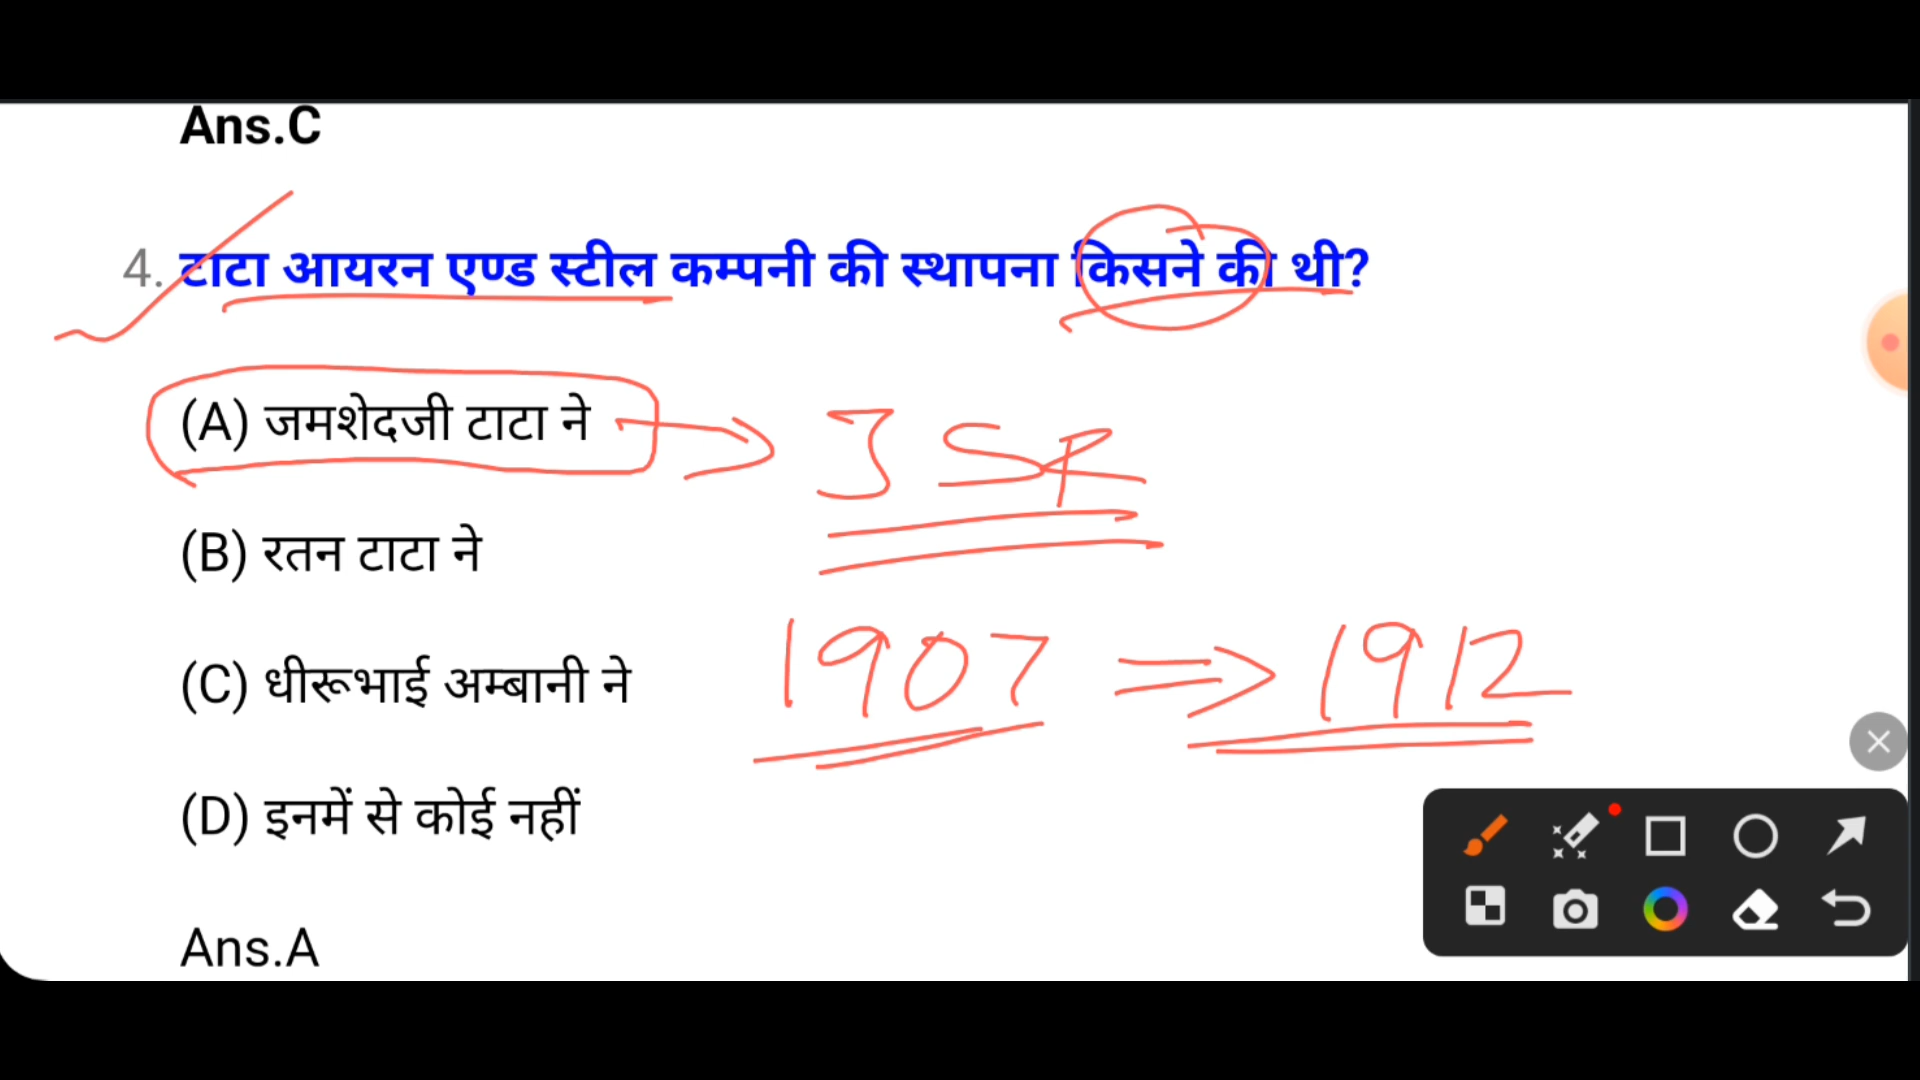 Ans.C
4. टाटा आयरन एण्ड स्टील कम्पनी की स्थापना किसने की थी?
(A) जमशेदजी टाटा ने
JSR
(B) रतन टाटा ने
(C) धीरूभाई अम्बानी ने
1907 ⇒ 1912
(D) इनमें से कोई नहीं
Ans.A